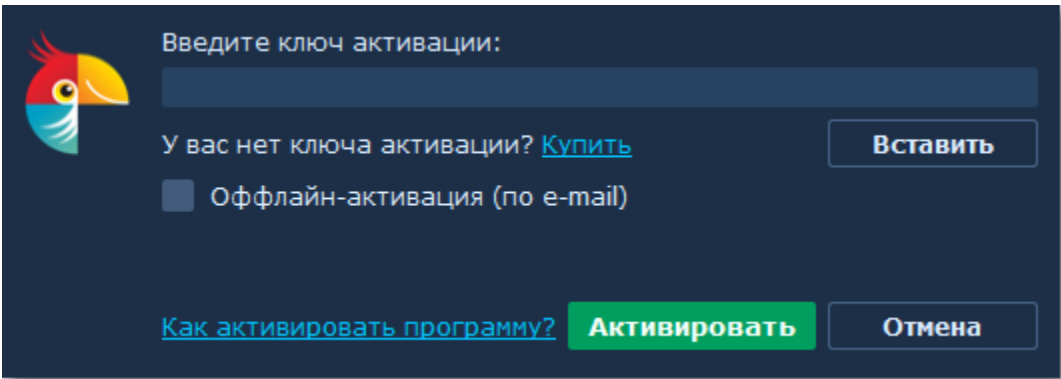 Введите ключ активации:
У вас нет ключа активации? Купить
Вставить
Оффлайн-активация (по e-mail)
Как активировать программу?
Активировать
Отмена